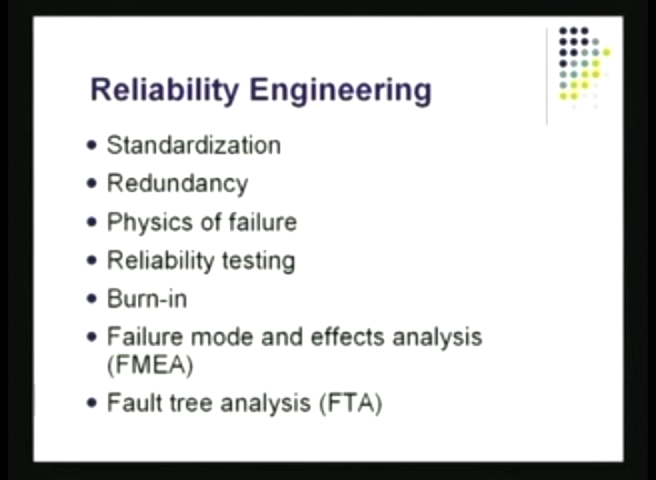 Reliability Engineering
• Standardization
• Redundancy
• Physics of failure
• Reliability testing
• Burn-in
• Failure mode and effects analysis
(FMEA)
• Fault tree analysis (FTA)